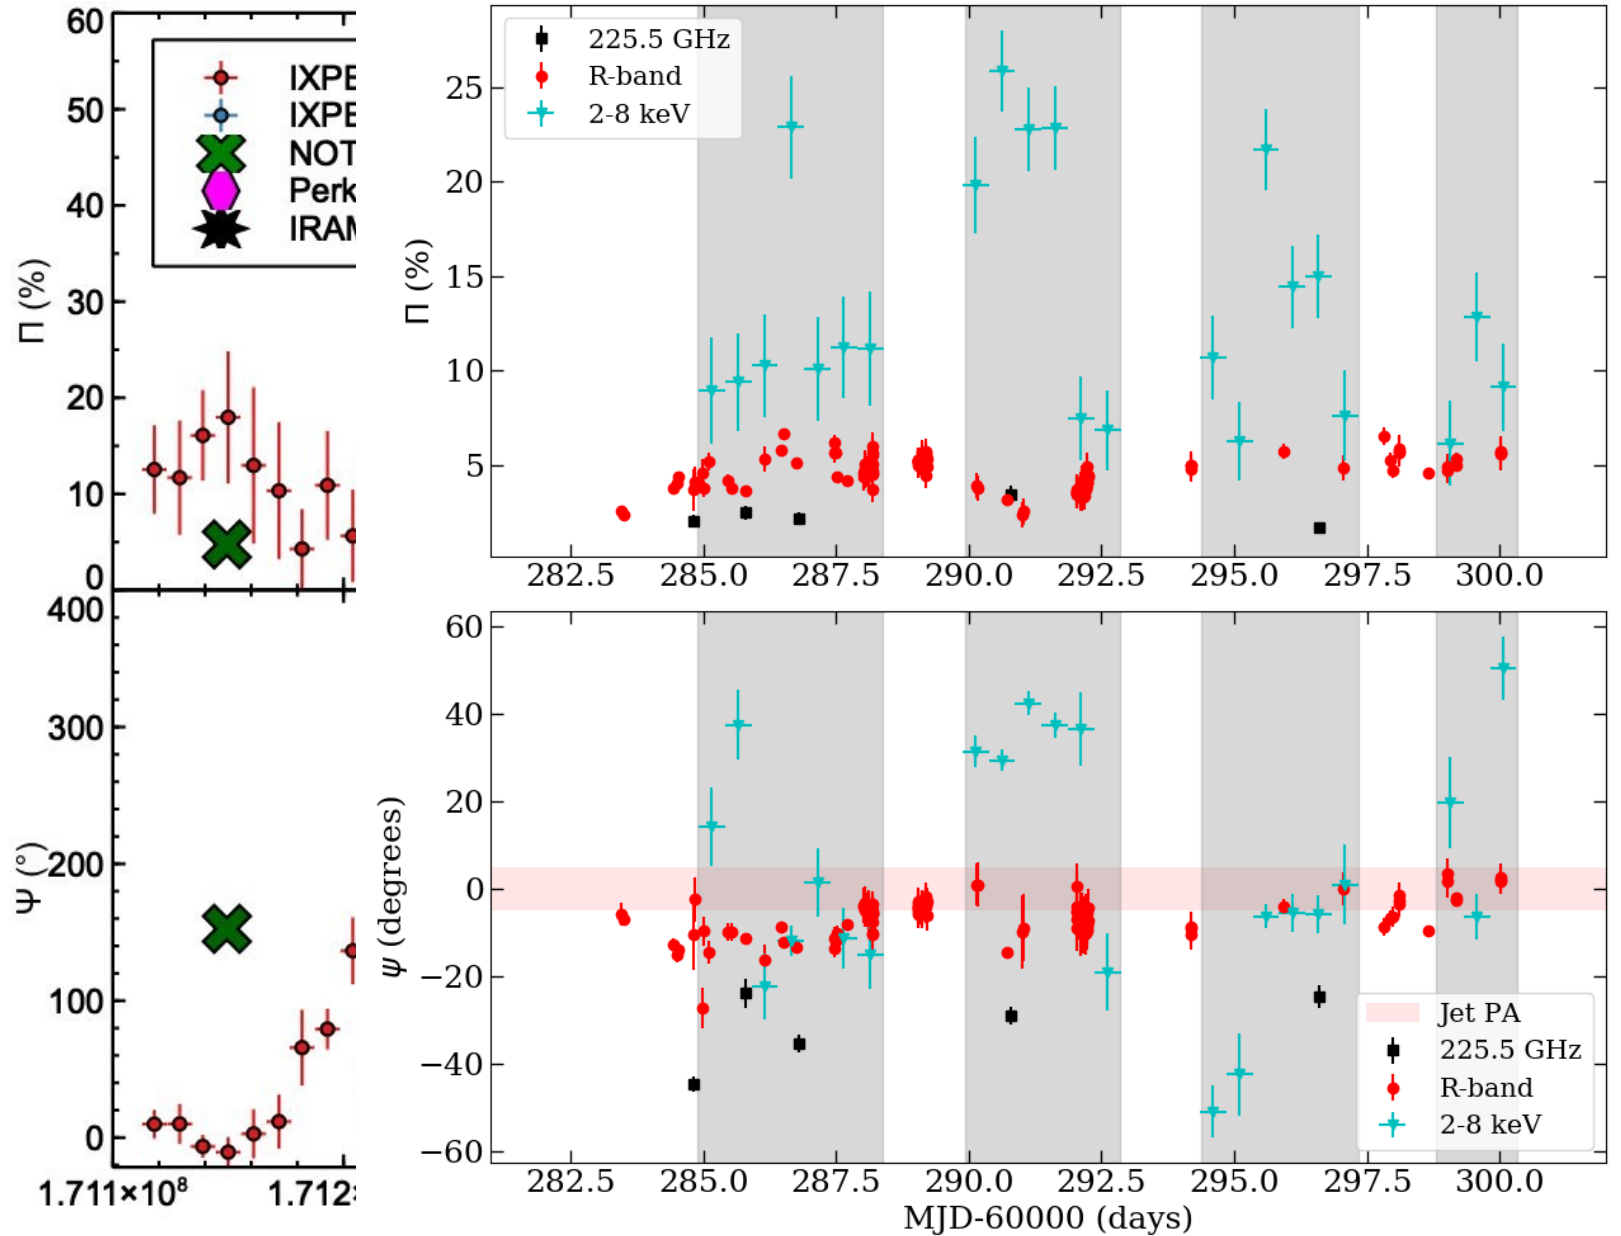 60
50
40
30
20
10
0
Π (%)
IXPE
IXPE
NOT
Perk
IRAM
400
300
200
100
0
Ψ (°)
1.711×10⁸
1.712×
225.5 GHz
R-band
2-8 keV
25
20
15
10
5
Π (%)
282.5 285.0 287.5 290.0 292.5 295.0 297.5 300.0
60
40
20
0
−20
−40
−60
ψ (degrees)
Jet PA
225.5 GHz
R-band
2-8 keV
282.5 285.0 287.5 290.0 292.5 295.0 297.5 300.0
MJD-60000 (days)